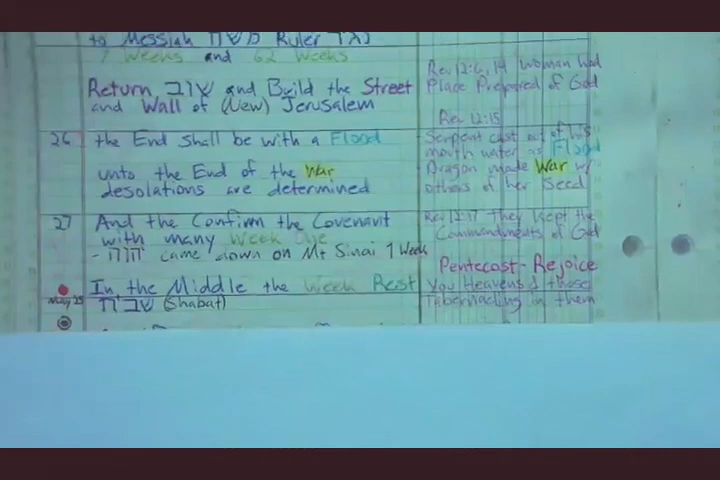 to Messiah משח Ruler נגד
7 Weeks and 62 Weeks
Return שוב and Build the Street
and Wall of (New) Jerusalem
Rev 12:6,14 Woman had
Place Prepared of God
Rev 12:15
26 the End Shall be with a Flood
unto the End of the War
desolations are determined
Serpent cast out of his
mouth water as Flood
Dragon made War w/
others of her Seed
27 And the Confirm the Covenant
with many Week One
- יהוה came down on Mt Sinai 1 Week
Rev 12:17 They Kept the
Commandments of God
In the Middle the Week Rest
May 25 שבת (Shabat)
Pentecost - Rejoice
You Heavens & those
Tabernacling in them